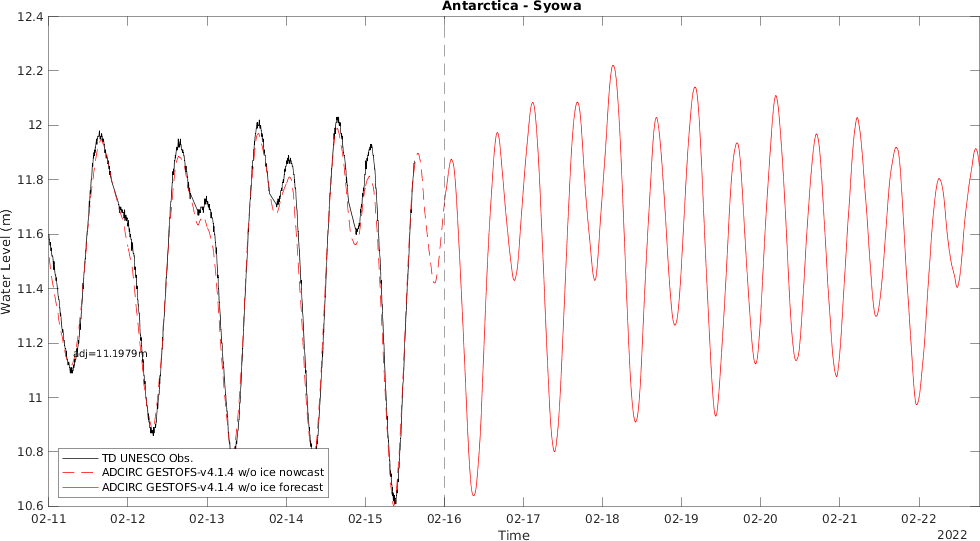 Antarctica - Syowa
12.4
12.2
12
11.8
11.6
11.4
11.2
11
10.8
10.6
Water Level (m)
adj=11.1979m
TD UNESCO Obs.
ADCIRC GESTOFS-v4.1.4 w/o ice nowcast
ADCIRC GESTOFS-v4.1.4 w/o ice forecast
02-11 02-12 02-13 02-14 02-15 02-16 02-17 02-18 02-19 02-20 02-21 02-22
Time
2022